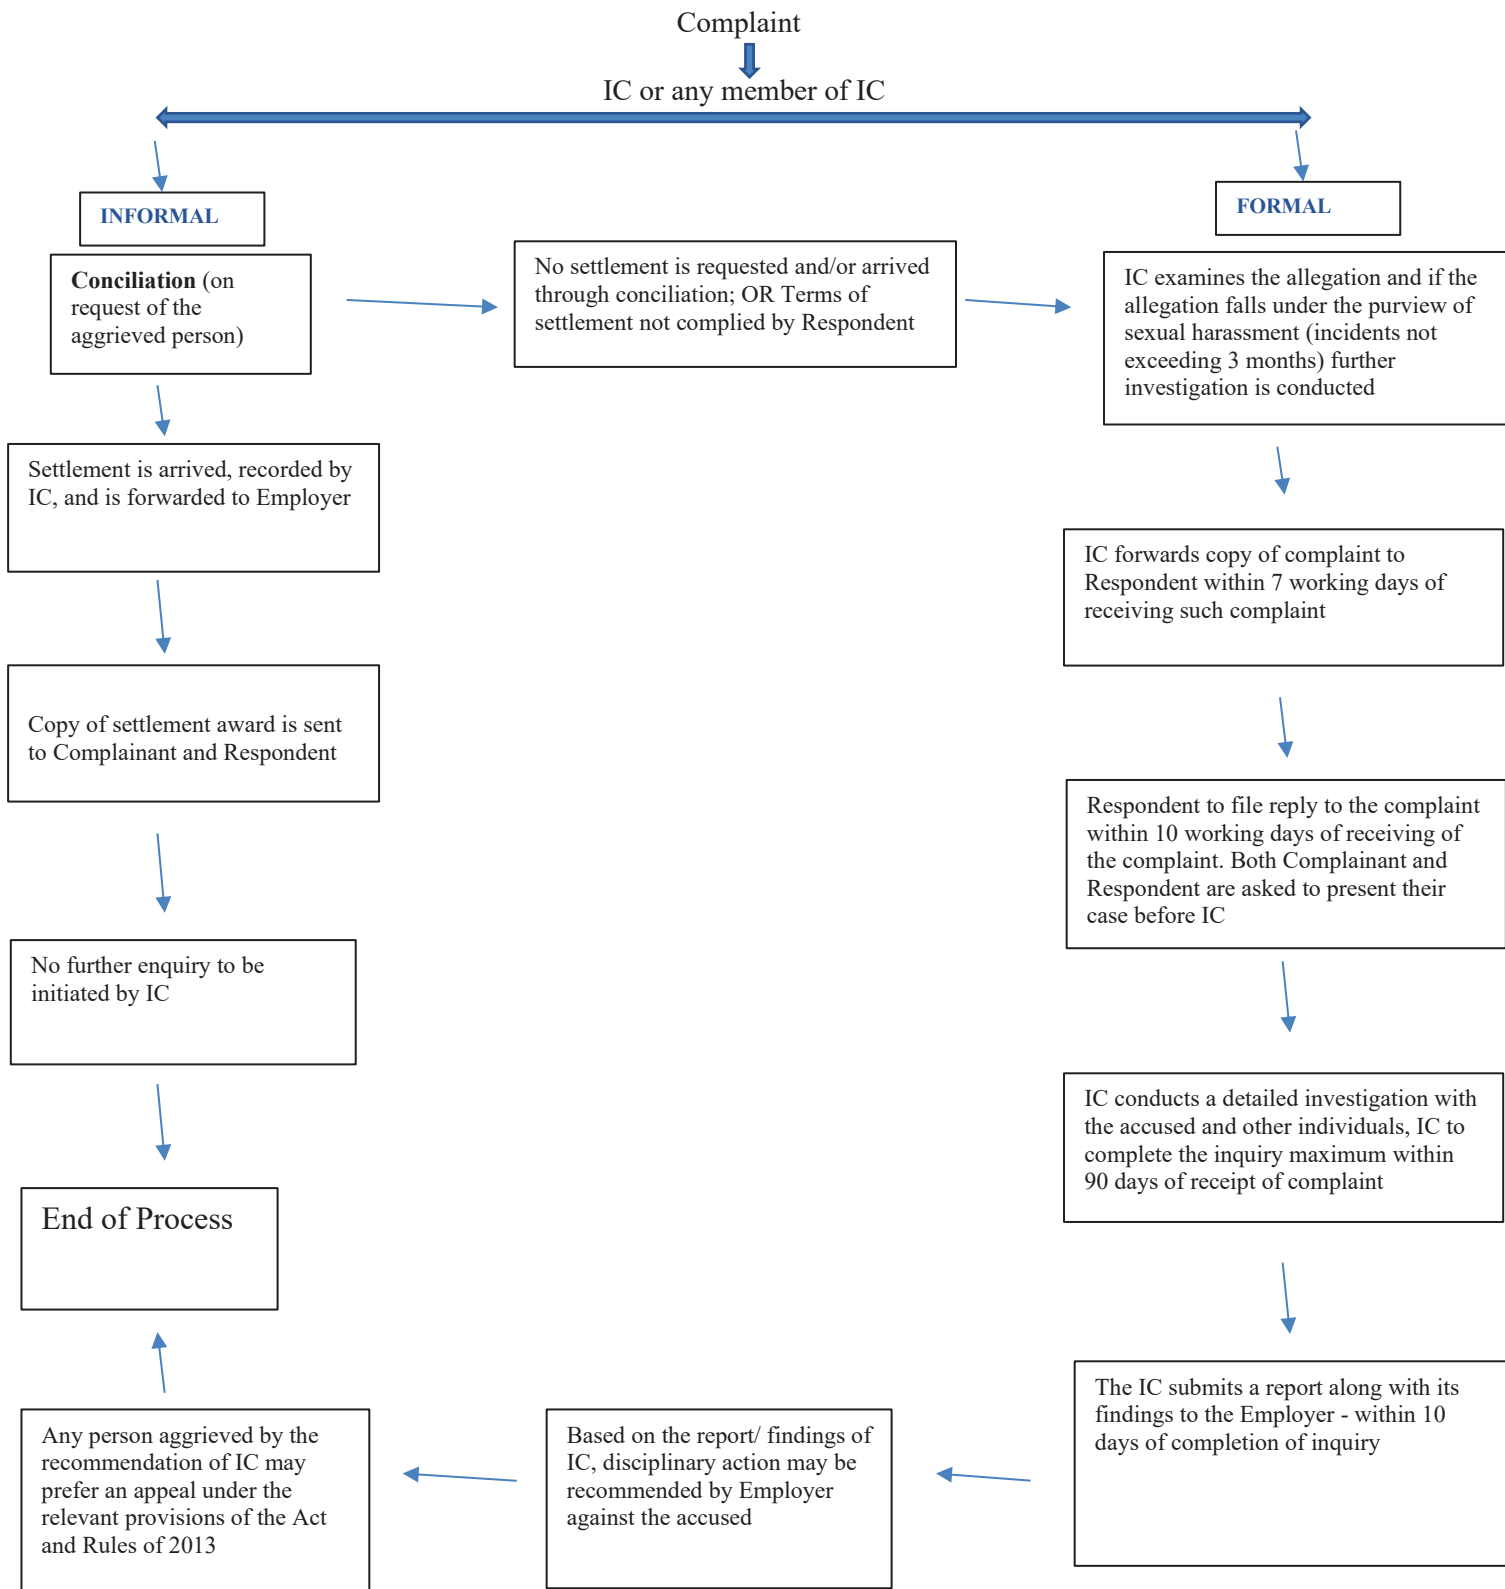 Complaint
IC or any member of IC
INFORMAL
FORMAL
Conciliation (on
request of the
aggrieved person)
No settlement is requested and/or arrived
through conciliation; OR Terms of
settlement not complied by Respondent
IC examines the allegation and if the
allegation falls under the purview of
sexual harassment (incidents not
exceeding 3 months) further
investigation is conducted
Settlement is arrived, recorded by
IC, and is forwarded to Employer
IC forwards copy of complaint to
Respondent within 7 working days of
receiving such complaint
Copy of settlement award is sent
to Complainant and Respondent
Respondent to file reply to the complaint
within 10 working days of receiving of
the complaint. Both Complainant and
Respondent are asked to present their
case before IC
No further enquiry to be
initiated by IC
IC conducts a detailed investigation with
the accused and other individuals, IC to
complete the inquiry maximum within
90 days of receipt of complaint
End of Process
The IC submits a report along with its
findings to the Employer - within 10
days of completion of inquiry
Based on the report/ findings of
IC, disciplinary action may be
recommended by Employer
against the accused
Any person aggrieved by the
recommendation of IC may
prefer an appeal under the
relevant provisions of the Act
and Rules of 2013